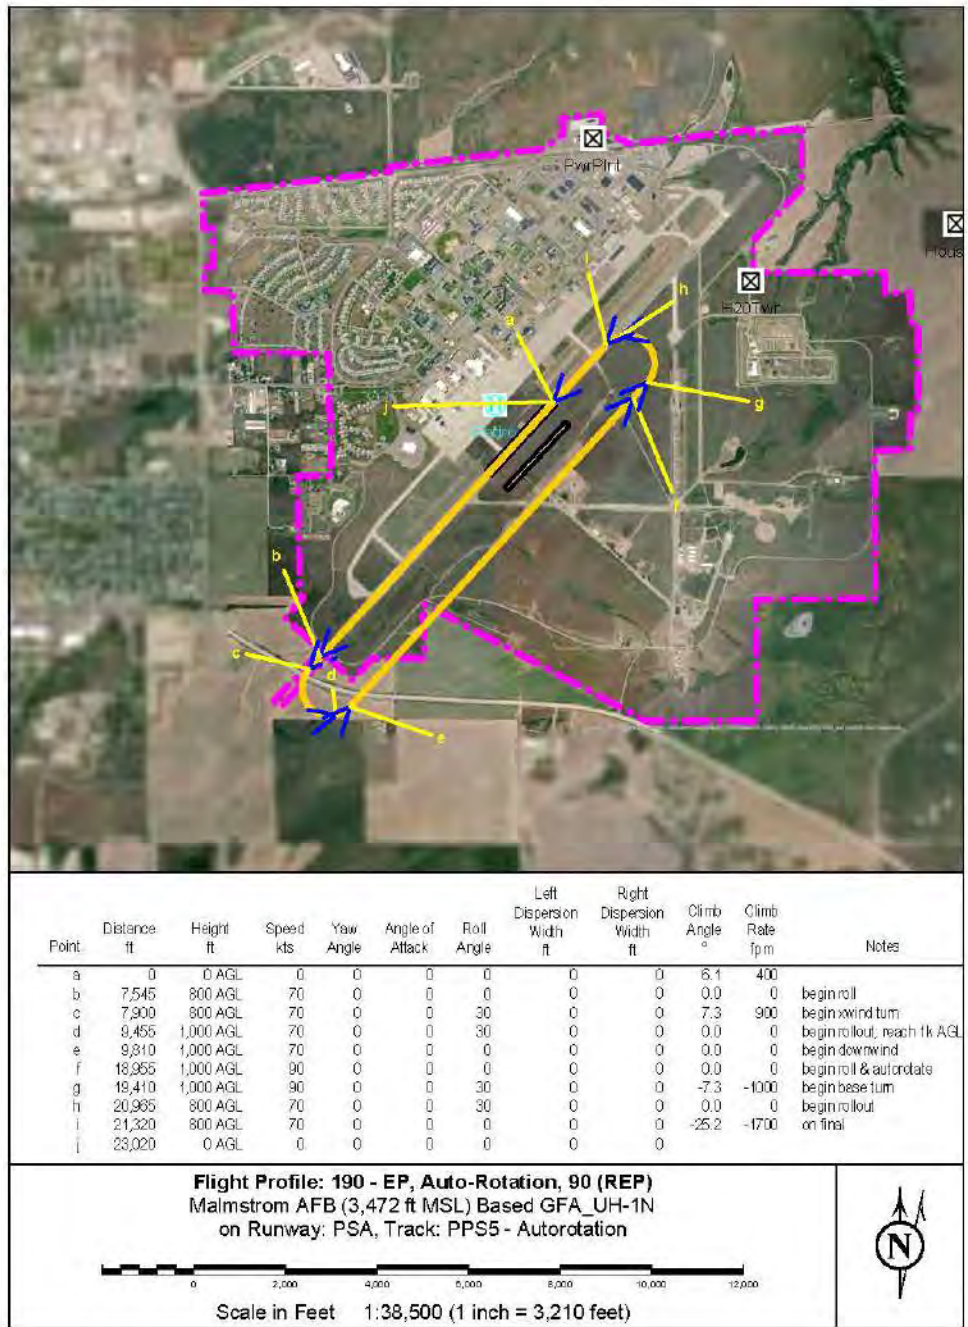 PwrPlnt
Hous
H20Twr
i
h
a
j
g
f
b
c
d
e
Point
Distance ft
Height ft
Speed kts
Yaw Angle
Angle of Attack
Roll Angle
Left Dispersion Width ft
Right Dispersion Width ft
Climb Angle °
Climb Rate fpm
Notes
a 0 0 AGL 0 0 0 0 0 0 6.1 400
b 7,545 800 AGL 70 0 0 0 0 0 0.0 0 begin roll
c 7,900 800 AGL 70 0 0 30 0 0 7.3 900 begin xwind turn
d 9,455 1,000 AGL 70 0 0 30 0 0 0.0 0 begin rollout, reach 1k AGL
e 9,810 1,000 AGL 70 0 0 0 0 0 0.0 0 begin downwind
f 18,955 1,000 AGL 90 0 0 0 0 0 0.0 0 begin roll & autorotate
g 19,410 1,000 AGL 90 0 0 30 0 0 -7.3 -1000 begin base turn
h 20,965 800 AGL 70 0 0 30 0 0 0.0 0 begin rollout
i 21,320 800 AGL 70 0 0 0 0 0 -25.2 -1700 on final
j 23,020 0 AGL 0 0 0 0 0 0
Flight Profile: 190 - EP, Auto-Rotation, 90 (REP)
Malmstrom AFB (3,472 ft MSL) Based GFA_UH-1N
on Runway: PSA, Track: PPS5 - Autorotation
0 2,000 4,000 6,000 8,000 10,000 12,000
Scale in Feet 1:38,500 (1 inch = 3,210 feet)
N